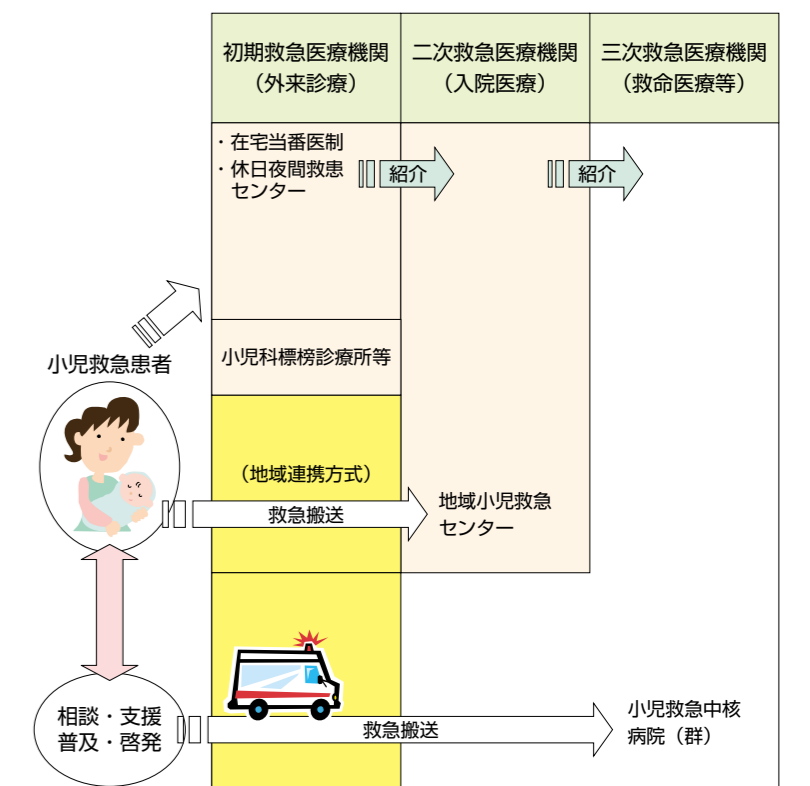 初期救急医療機関
（外来診療）
二次救急医療機関
（入院医療）
三次救急医療機関
（救命医療等）
・在宅当番医制
・休日夜間救患
センター
紹介
紹介
小児科標榜診療所等
小児救急患者
（地域連携方式）
救急搬送
地域小児救急
センター
相談・支援
普及・啓発
救急搬送
小児救急中核
病院（群）